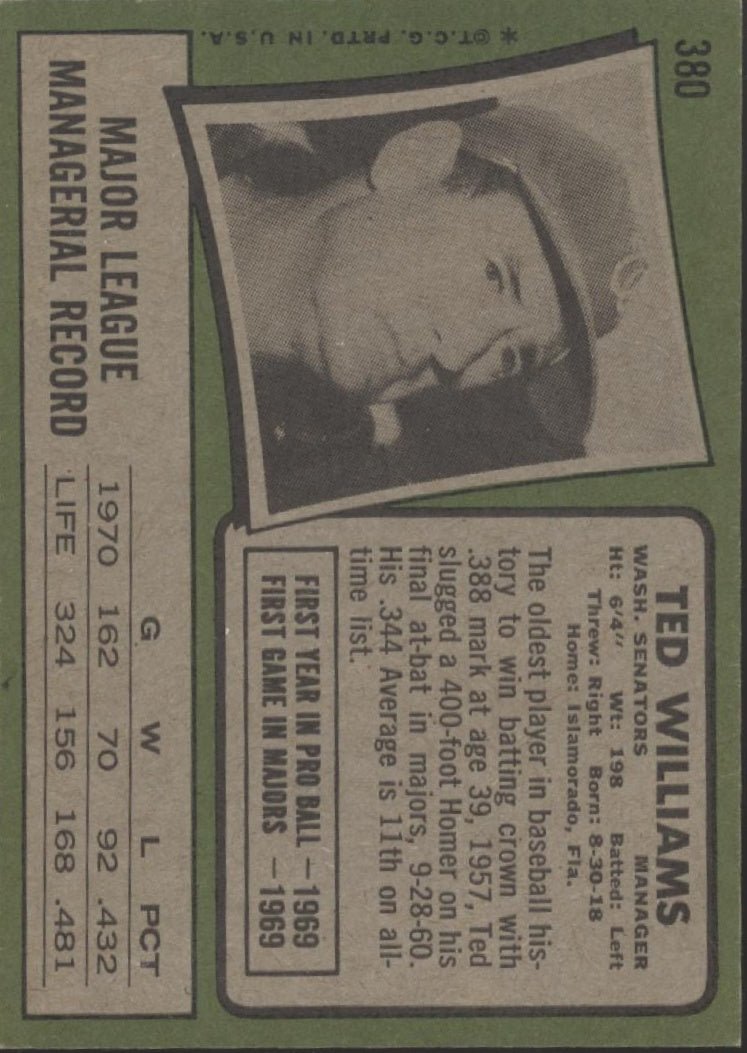 380
TED WILLIAMS
WASH. SENATORS MANAGER
Ht: 6'4" Wt: 198 Batted: Left
Threw: Right Born: 8-30-18
Home: Islamorado, Fla.
The oldest player in baseball his-
tory to win batting crown with
.388 mark at age 39, 1957, Ted
slugged a 400-foot Homer on his
final at-bat in majors, 9-28-60.
His .344 Average is 11th on all-
time list.
FIRST YEAR IN PRO BALL — 1969
FIRST GAME IN MAJORS — 1969
MAJOR LEAGUE
MANAGERIAL RECORD
G W L PCT
1970 162 70 92 .432
LIFE 324 156 168 .481
* © T.C.G. PRTD. IN U.S.A.